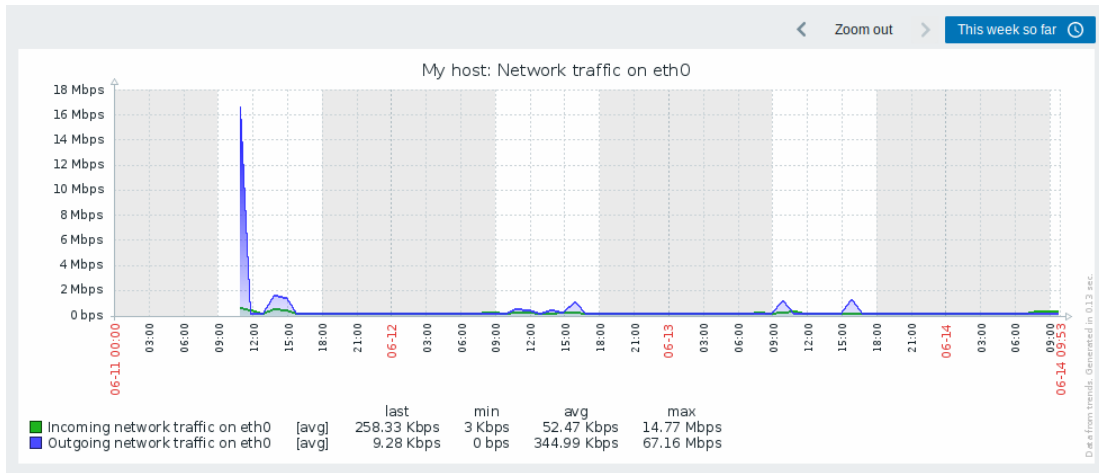 Zoom out
This week so far
My host: Network traffic on eth0
18 Mbps
16 Mbps
14 Mbps
12 Mbps
10 Mbps
8 Mbps
6 Mbps
4 Mbps
2 Mbps
0 bps
06-11 00:00
03:00
06:00
09:00
12:00
15:00
18:00
21:00
06-12
03:00
06:00
09:00
12:00
15:00
18:00
21:00
06-13
03:00
06:00
09:00
12:00
15:00
18:00
21:00
06-14
03:00
06:00
09:00
06-14 09:53
last min avg max
Incoming network traffic on eth0 [avg] 258.33 Kbps 3 Kbps 52.47 Kbps 14.77 Mbps
Outgoing network traffic on eth0 [avg] 9.28 Kbps 0 bps 344.99 Kbps 67.16 Mbps
Data from trends. Generated in 0.13 sec.